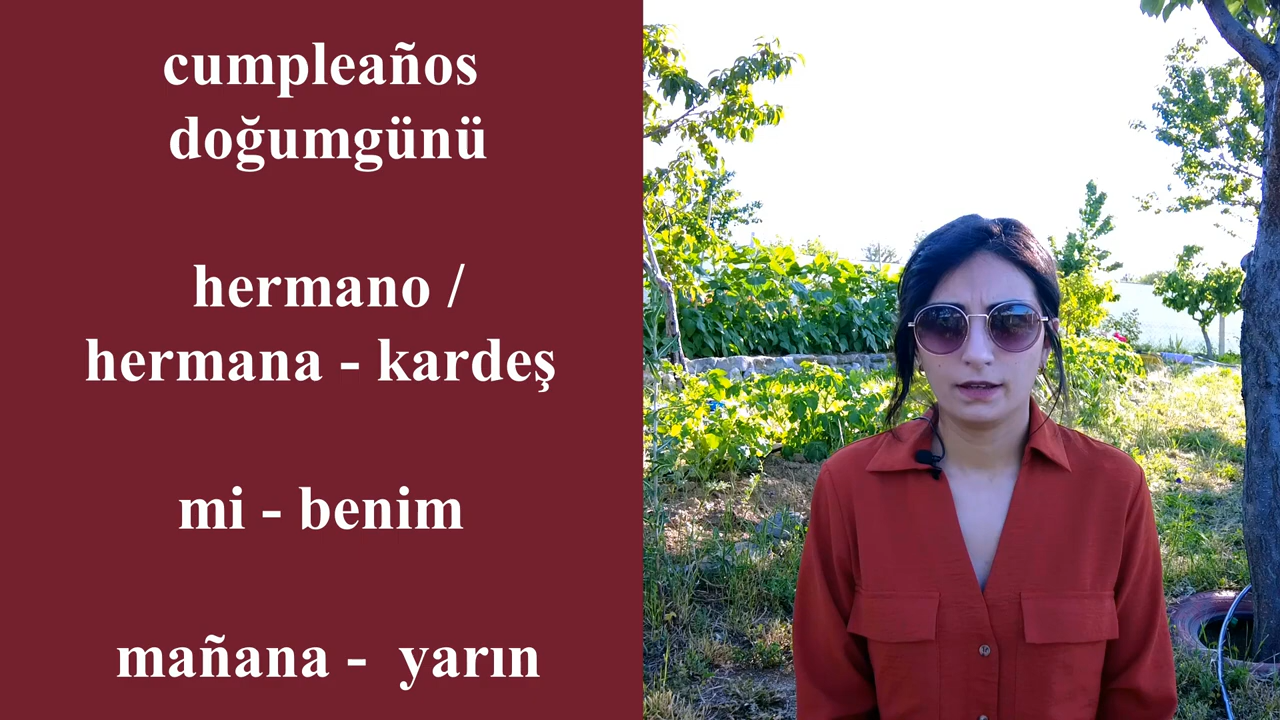 cumpleaños
doğumgünü
hermano /
hermana - kardeş
mi - benim
mañana - yarın